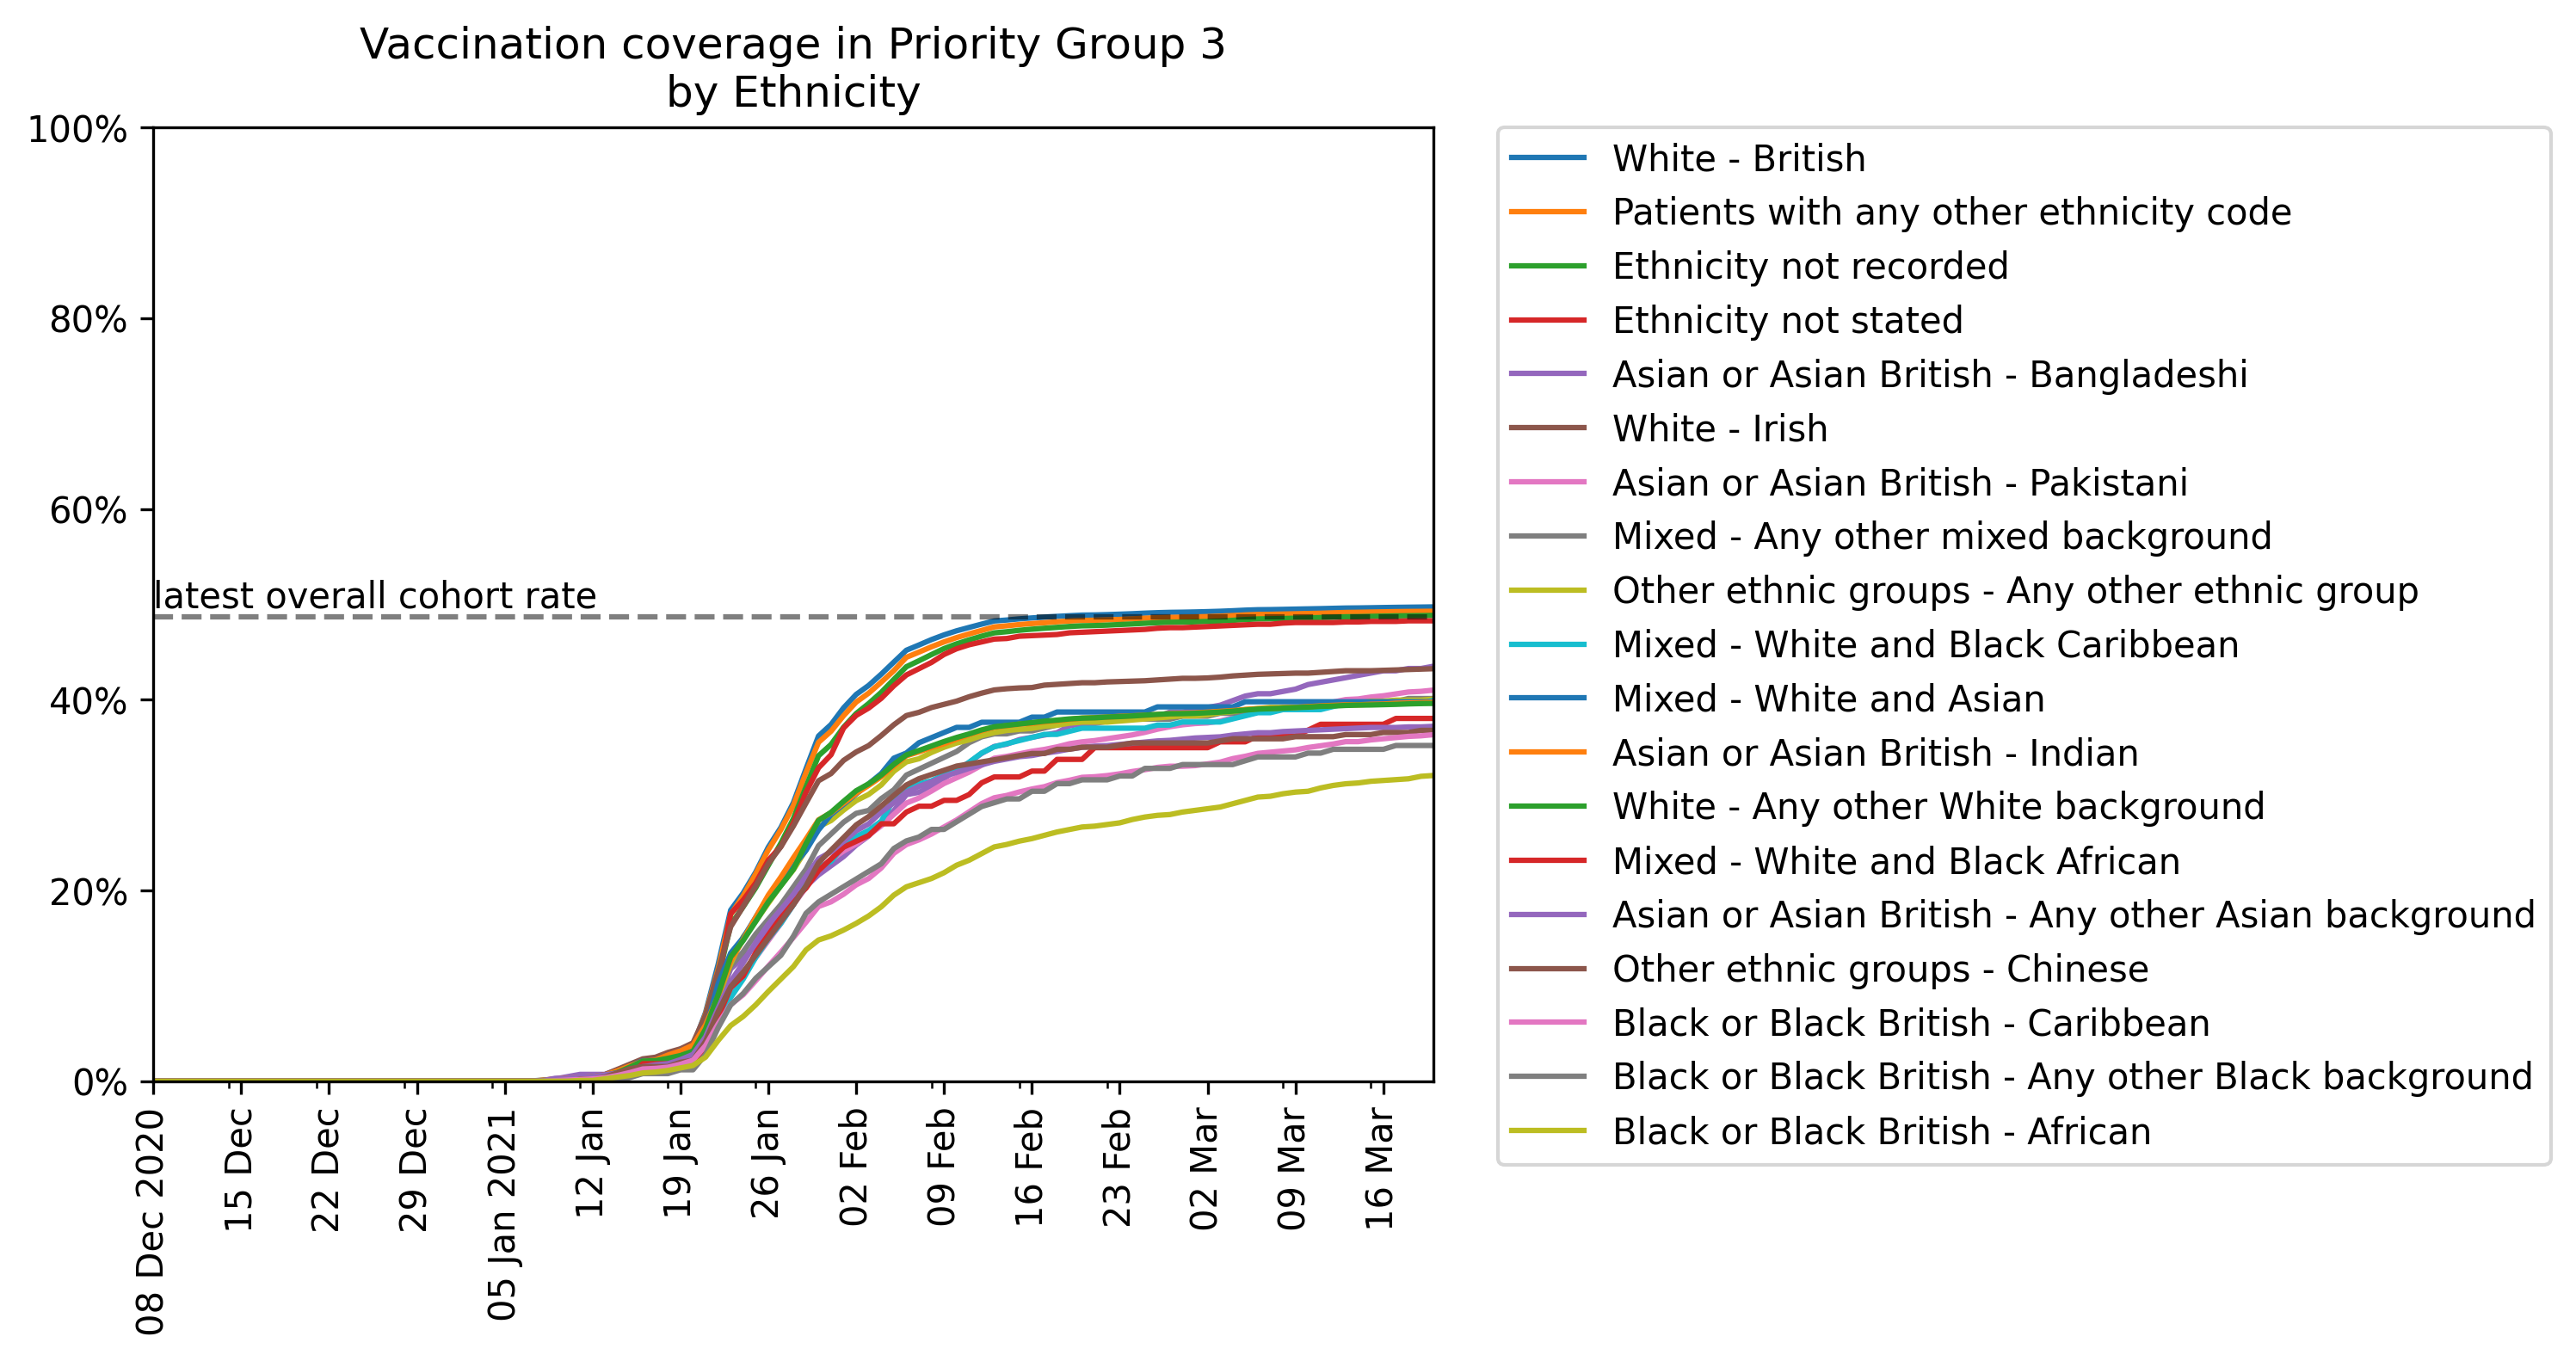 Vaccination coverage in Priority Group 3
by Ethnicity
100%
80%
60%
40%
20%
0%
latest overall cohort rate
08 Dec 2020
15 Dec
22 Dec
29 Dec
05 Jan 2021
12 Jan
19 Jan
26 Jan
02 Feb
09 Feb
16 Feb
23 Feb
02 Mar
09 Mar
16 Mar
White - British
Patients with any other ethnicity code
Ethnicity not recorded
Ethnicity not stated
Asian or Asian British - Bangladeshi
White - Irish
Asian or Asian British - Pakistani
Mixed - Any other mixed background
Other ethnic groups - Any other ethnic group
Mixed - White and Black Caribbean
Mixed - White and Asian
Asian or Asian British - Indian
White - Any other White background
Mixed - White and Black African
Asian or Asian British - Any other Asian background
Other ethnic groups - Chinese
Black or Black British - Caribbean
Black or Black British - Any other Black background
Black or Black British - African